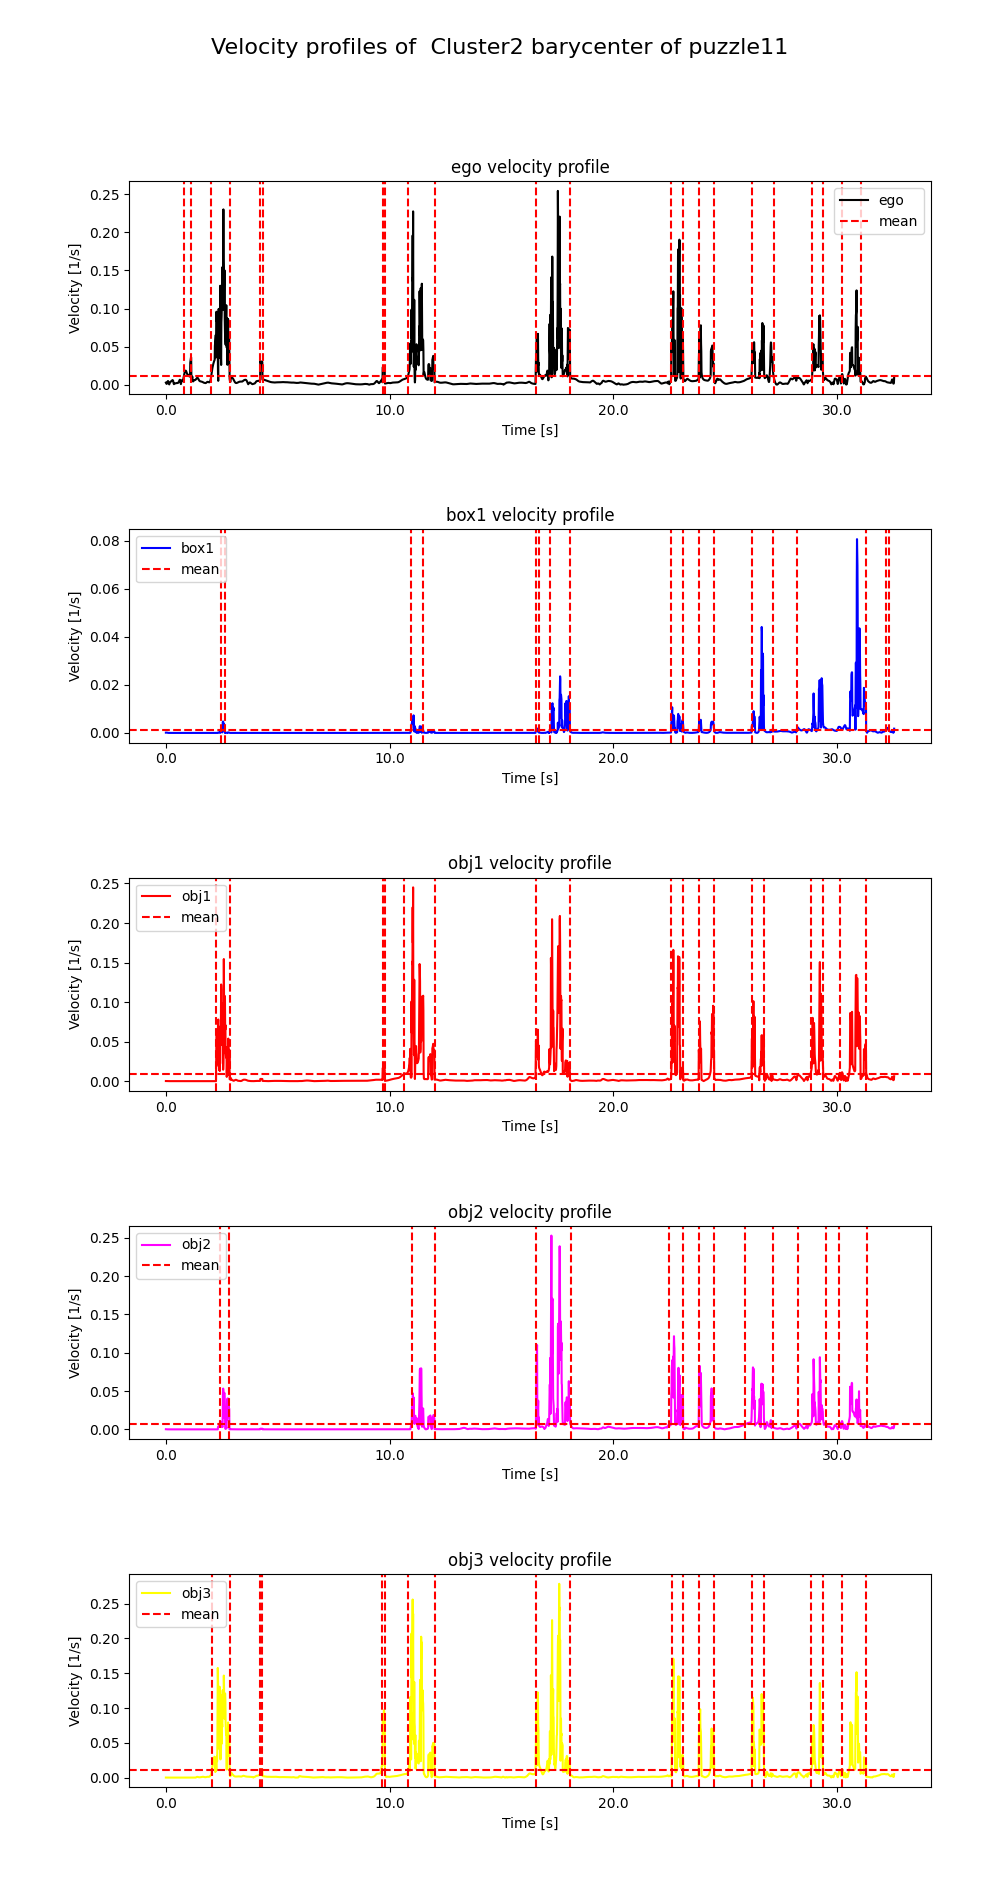 Velocity profiles of  Cluster2 barycenter of puzzle11
ego velocity profile
Velocity [1/s]
0.25
0.20
0.15
0.10
0.05
0.00
ego
mean
0.0 10.0 20.0 30.0
Time [s]
box1 velocity profile
Velocity [1/s]
0.08
0.06
0.04
0.02
0.00
box1
mean
0.0 10.0 20.0 30.0
Time [s]
obj1 velocity profile
Velocity [1/s]
0.25
0.20
0.15
0.10
0.05
0.00
obj1
mean
0.0 10.0 20.0 30.0
Time [s]
obj2 velocity profile
Velocity [1/s]
0.25
0.20
0.15
0.10
0.05
0.00
obj2
mean
0.0 10.0 20.0 30.0
Time [s]
obj3 velocity profile
Velocity [1/s]
0.25
0.20
0.15
0.10
0.05
0.00
obj3
mean
0.0 10.0 20.0 30.0
Time [s]